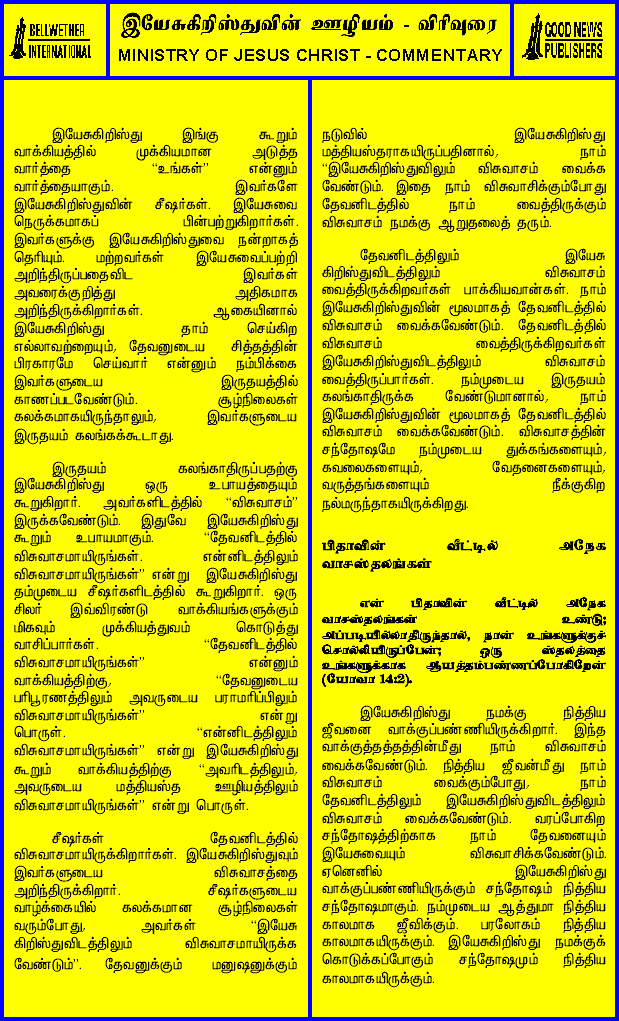 BELLWETHER
INTERNATIONAL
இயேசுகிறிஸ்துவின் ஊழியம் - விரிவுரை
MINISTRY OF JESUS CHRIST - COMMENTARY
GOOD NEWS
PUBLISHERS
இயேசுகிறிஸ்து இங்கு கூறும்
வாக்கியத்தில் முக்கியமான அடுத்த
வார்த்தை “உங்கள்” என்னும்
வார்த்தையாகும். இவர்களே
இயேசுகிறிஸ்துவின் சீஷர்கள். இயேசுவை
நெருக்கமாகப் பின்பற்றுகிறார்கள்.
இவர்களுக்கு இயேசுகிறிஸ்துவை நன்றாகத்
தெரியும். மற்றவர்கள் இயேசுவைப்பற்றி
அறிந்திருப்பதைவிட இவர்கள்
அவரைக்குறித்து அதிகமாக
அறிந்திருக்கிறார்கள். ஆகையினால்
இயேசுகிறிஸ்து தாம் செய்கிற
எல்லாவற்றையும், தேவனுடைய சித்தத்தின்
பிரகாரமே செய்வார் என்னும் நம்பிக்கை
இவர்களுடைய இருதயத்தில்
காணப்படவேண்டும். சூழ்நிலைகள்
கலக்கமாகயிருந்தாலும், இவர்களுடைய
இருதயம் கலங்கக்கூடாது.
இருதயம் கலங்காதிருப்பதற்கு
இயேசுகிறிஸ்து ஒரு உபாயத்தையும்
கூறுகிறார். அவர்களிடத்தில் “விசுவாசம்”
இருக்கவேண்டும். இதுவே இயேசுகிறிஸ்து
கூறும் உபாயமாகும். “தேவனிடத்தில்
விசுவாசமாயிருங்கள். என்னிடத்திலும்
விசுவாசமாயிருங்கள்” என்று இயேசுகிறிஸ்து
தம்முடைய சீஷர்களிடத்தில் கூறுகிறார். ஒரு
சிலர் இவ்விரண்டு வாக்கியங்களுக்கும்
மிகவும் முக்கியத்துவம் கொடுத்து
வாசிப்பார்கள். “தேவனிடத்தில்
விசுவாசமாயிருங்கள்” என்னும்
வாக்கியத்திற்கு, “தேவனுடைய
பரிபூரணத்திலும் அவருடைய பராமரிப்பிலும்
விசுவாசமாயிருங்கள்” என்று
பொருள். “என்னிடத்திலும்
விசுவாசமாயிருங்கள்” என்று இயேசுகிறிஸ்து
கூறும் வாக்கியத்திற்கு “அவரிடத்திலும்,
அவருடைய மத்தியஸ்த ஊழியத்திலும்
விசுவாசமாயிருங்கள்” என்று பொருள்.
சீஷர்கள் தேவனிடத்தில்
விசுவாசமாயிருக்கிறார்கள். இயேசுகிறிஸ்துவும்
இவர்களுடைய விசுவாசத்தை
அறிந்திருக்கிறார். சீஷர்களுடைய
வாழ்க்கையில் கலக்கமான சூழ்நிலைகள்
வரும்போது, அவர்கள் “இயேசு
கிறிஸ்துவிடத்திலும் விசுவாசமாயிருக்க
வேண்டும்”. தேவனுக்கும் மனுஷனுக்கும்
நடுவில் இயேசுகிறிஸ்து
மத்தியஸ்தராகயிருப்பதினால், நாம்
“இயேசுகிறிஸ்துவிலும் விசுவாசம் வைக்க
வேண்டும். இதை நாம் விசுவாசிக்கும்போது
தேவனிடத்தில் நாம் வைத்திருக்கும்
விசுவாசம் நமக்கு ஆறுதலைத் தரும்.
தேவனிடத்திலும் இயேசு
கிறிஸ்துவிடத்திலும் விசுவாசம்
வைத்திருக்கிறவர்கள் பாக்கியவான்கள். நாம்
இயேசுகிறிஸ்துவின் மூலமாகத் தேவனிடத்தில்
விசுவாசம் வைக்கவேண்டும். தேவனிடத்தில்
விசுவாசம் வைத்திருக்கிறவர்கள்
இயேசுகிறிஸ்துவிடத்திலும் விசுவாசம்
வைத்திருப்பார்கள். நம்முடைய இருதயம்
கலங்காதிருக்க வேண்டுமானால், நாம்
இயேசுகிறிஸ்துவின் மூலமாகத் தேவனிடத்தில்
விசுவாசம் வைக்கவேண்டும். விசுவாசத்தின்
சந்தோஷமே நம்முடைய துக்கங்களையும்,
கவலைகளையும், வேதனைகளையும்,
வருத்தங்களையும் நீக்குகிற
நல்மருந்தாகயிருக்கிறது.
பிதாவின் வீட்டில் அநேக
வாசஸ்தலங்கள்
என் பிதாவின் வீட்டில் அநேக
வாசஸ்தலங்கள் உண்டு;
அப்படியில்லாதிருந்தால், நான் உங்களுக்குச்
சொல்லியிருப்பேன்; ஒரு ஸ்தலத்தை
உங்களுக்காக ஆயத்தம்பண்ணப்போகிறேன்
(யோவா 14:2).
இயேசுகிறிஸ்து நமக்கு நித்திய
ஜீவனை வாக்குப்பண்ணியிருக்கிறார். இந்த
வாக்குத்தத்தத்தின்மீது நாம் விசுவாசம்
வைக்கவேண்டும். நித்திய ஜீவன்மீது நாம்
விசுவாசம் வைக்கும்போது, நாம்
தேவனிடத்திலும் இயேசுகிறிஸ்துவிடத்திலும்
விசுவாசம் வைக்கவேண்டும். வரப்போகிற
சந்தோஷத்திற்காக நாம் தேவனையும்
இயேசுவையும் விசுவாசிக்கவேண்டும்.
ஏனெனில் இயேசுகிறிஸ்து
வாக்குப்பண்ணியிருக்கும் சந்தோஷம் நித்திய
சந்தோஷமாகும். நம்முடைய ஆத்துமா நித்திய
காலமாக ஜீவிக்கும். பரலோகம் நித்திய
காலமாகயிருக்கும். இயேசுகிறிஸ்து நமக்குக்
கொடுக்கப்போகும் சந்தோஷமும் நித்திய
காலமாகயிருக்கும்.